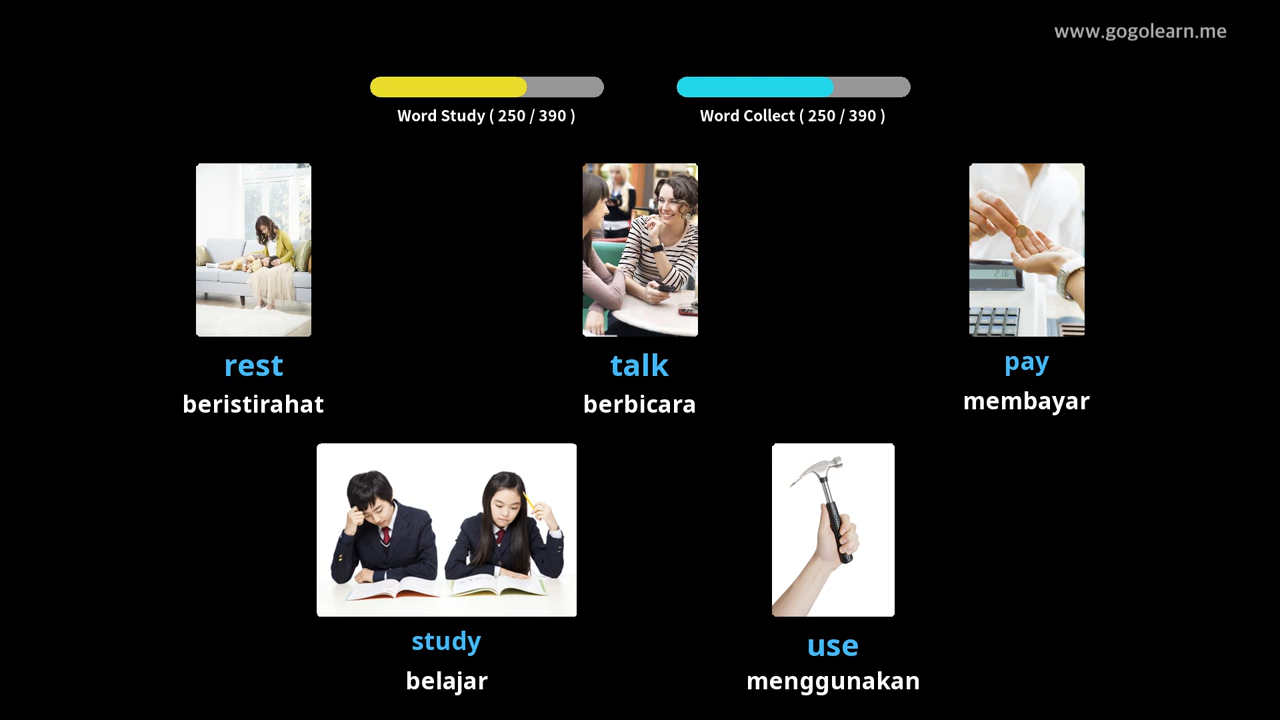 www.gogolearn.me
Word Study ( 250 / 390 )
Word Collect ( 250 / 390 )
rest
beristirahat
talk
berbicara
pay
membayar
study
belajar
use
menggunakan